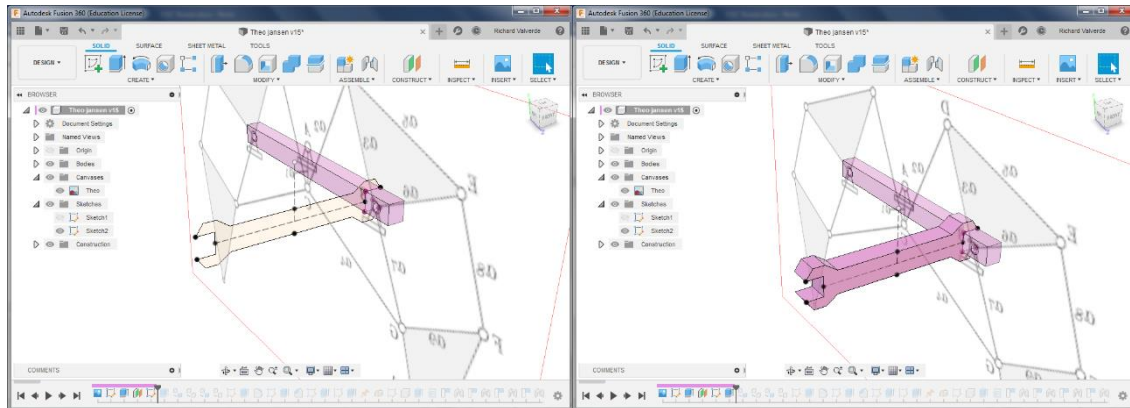 Autodesk Fusion 360 (Education License)
Theo jansen v15*
Richard Valverde
SOLID SURFACE SHEET METAL TOOLS
DESIGN
CREATE MODIFY ASSEMBLE CONSTRUCT INSPECT INSERT SELECT
BROWSER
Theo jansen v15
Document Settings
Named Views
Origin
Bodies
Canvases
Theo
Sketches
Sketch1
Sketch2
Construction
COMMENTS
E
F
G
Autodesk Fusion 360 (Education License)
Theo jansen v15*
Richard Valverde
SOLID SURFACE SHEET METAL TOOLS
DESIGN
CREATE MODIFY ASSEMBLE CONSTRUCT INSPECT INSERT SELECT
BROWSER
Theo jansen v15
Document Settings
Named Views
Origin
Bodies
Canvases
Theo
Sketches
Sketch1
Sketch2
Construction
COMMENTS
D
E
F
G